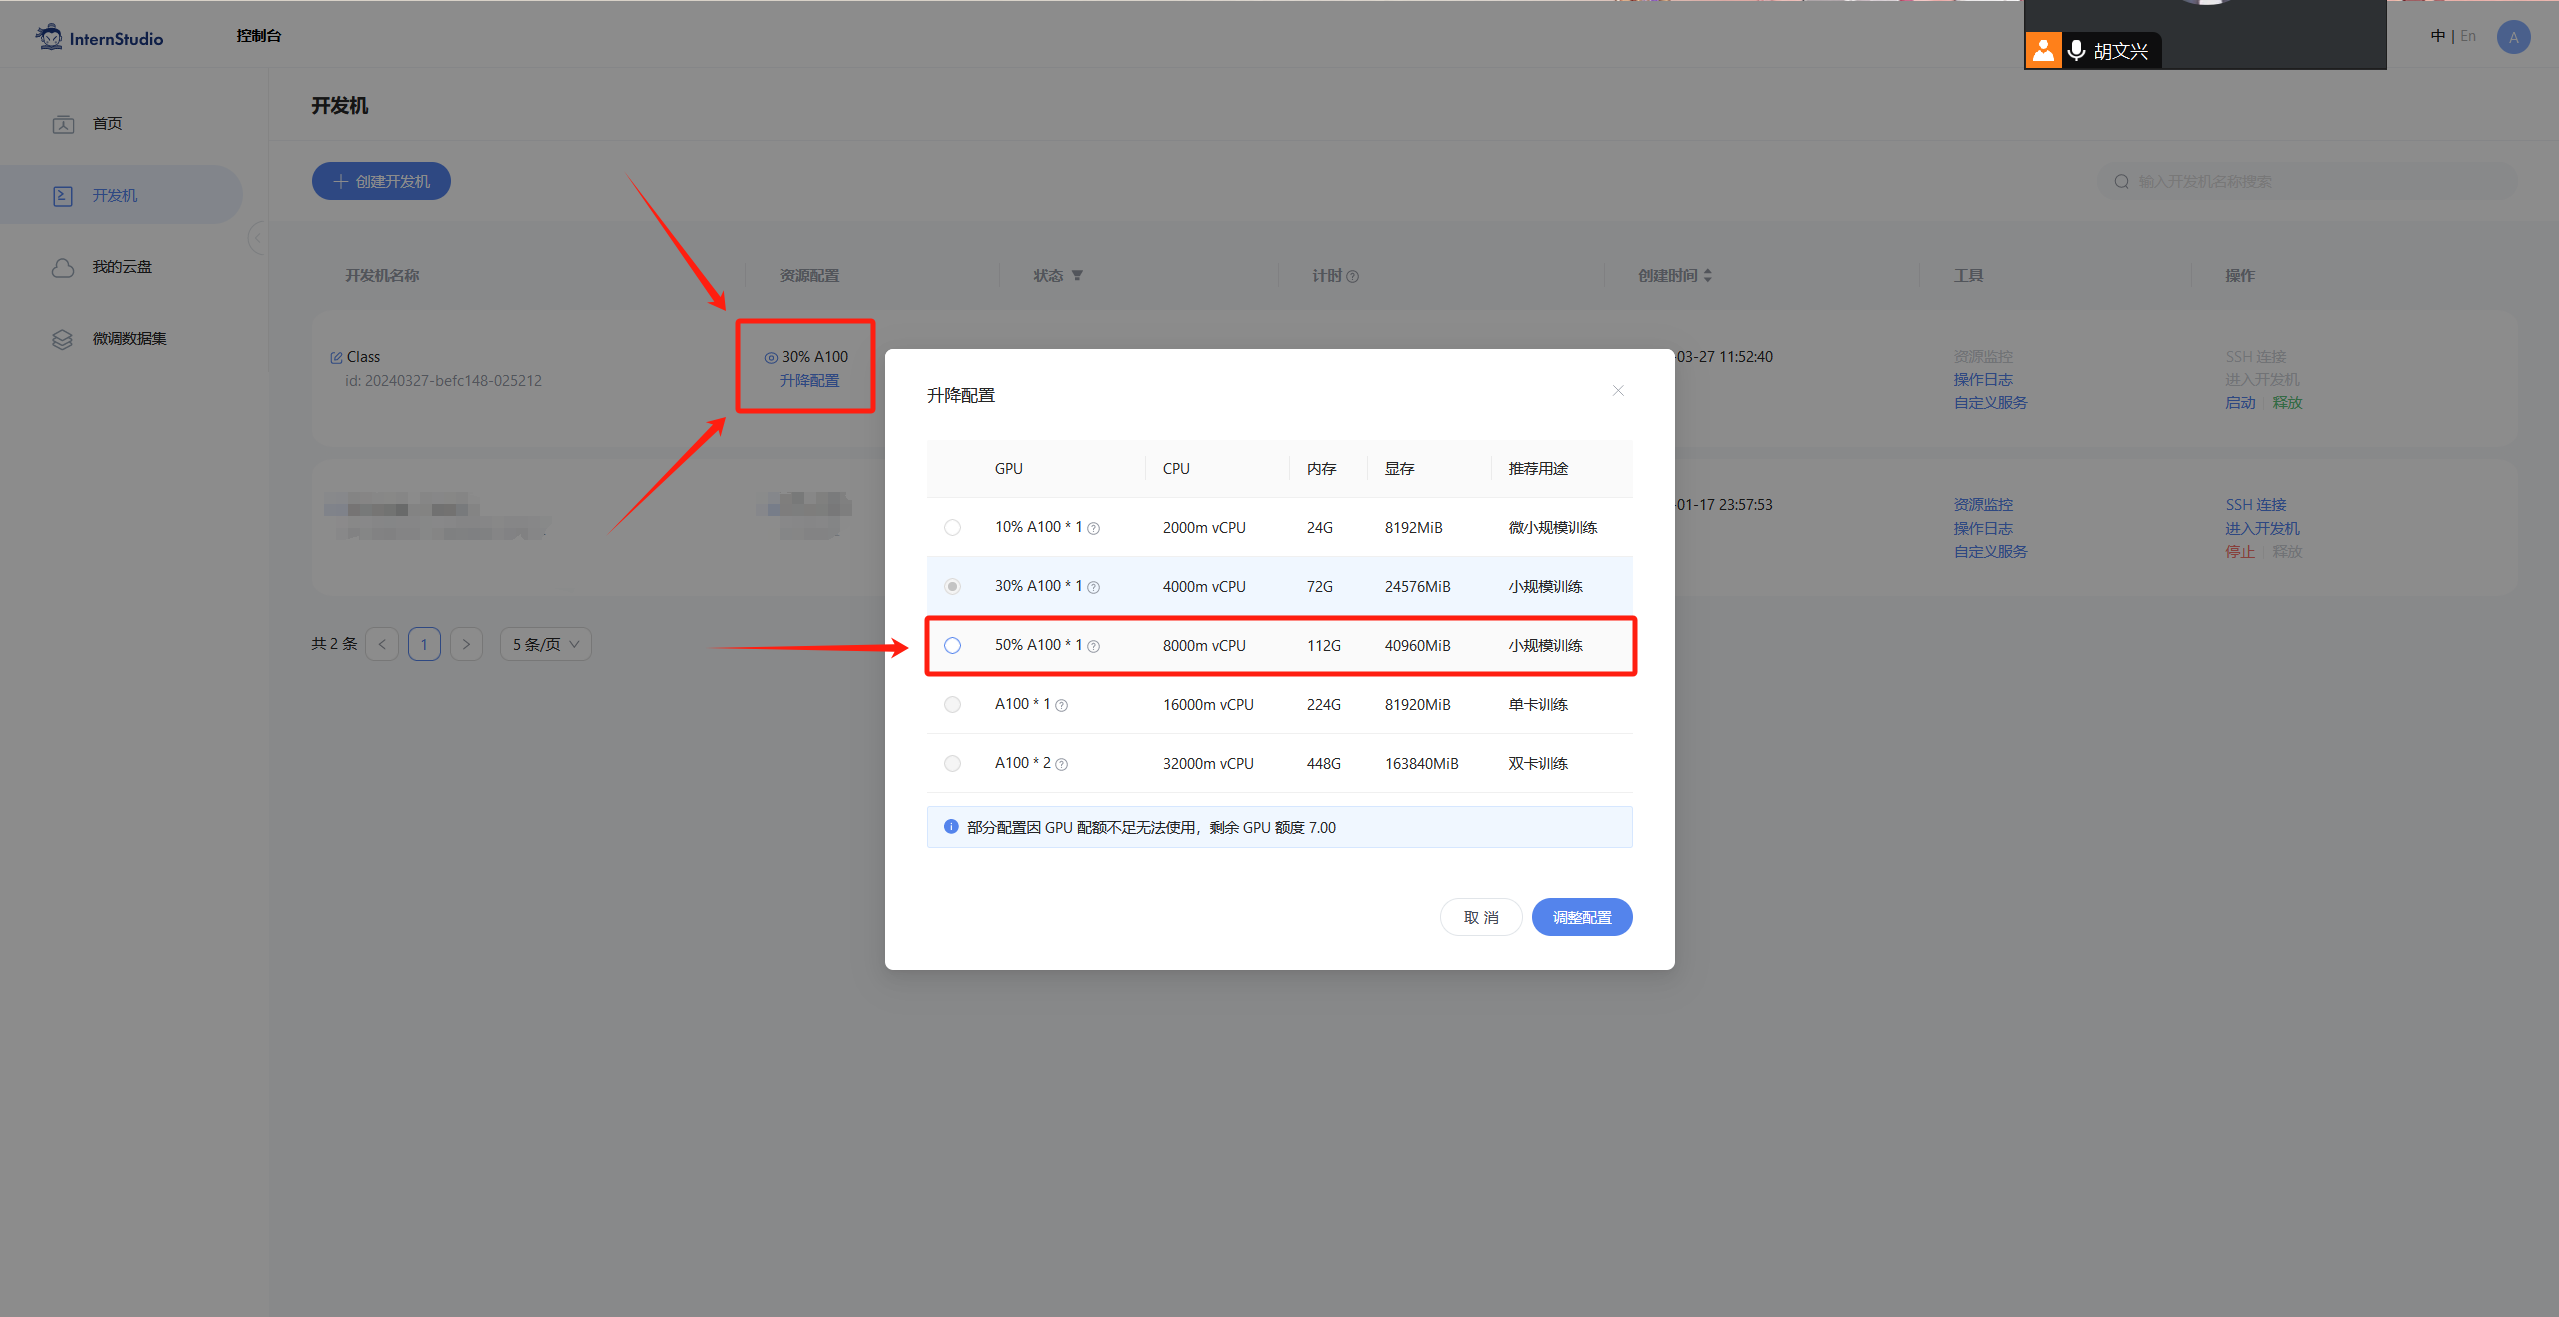 InternStudio
控制台
胡文兴
中 | En
A
首页
开发机
我的云盘
微调数据集
开发机
创建开发机
输入开发机名称搜索
开发机名称 资源配置 状态 计时 创建时间 工具 操作
Class
id: 20240327-befc148-025212
30% A100
升降配置
-03-27 11:52:40
资源监控
操作日志
自定义服务
SSH 连接
进入开发机
启动 释放
-01-17 23:57:53
资源监控
操作日志
自定义服务
SSH 连接
进入开发机
停止 释放
共 2 条 < 1 > 5 条/页
升降配置
GPU CPU 内存 显存 推荐用途
10% A100 * 1 2000m vCPU 24G 8192MiB 微小规模训练
30% A100 * 1 4000m vCPU 72G 24576MiB 小规模训练
50% A100 * 1 8000m vCPU 112G 40960MiB 小规模训练
A100 * 1 16000m vCPU 224G 81920MiB 单卡训练
A100 * 2 32000m vCPU 448G 163840MiB 双卡训练
部分配置因 GPU 配额不足无法使用，剩余 GPU 额度 7.00
取 消 调整配置